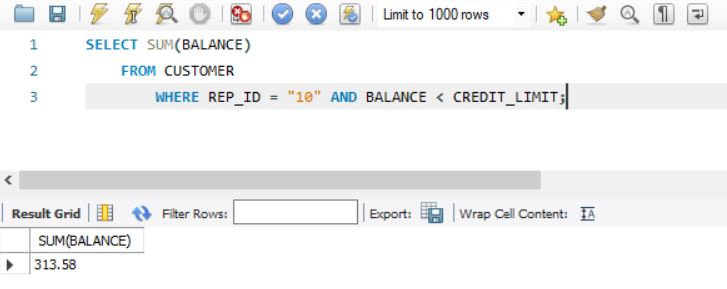 Limit to 1000 rows
1 SELECT SUM(BALANCE)
2 FROM CUSTOMER
3 WHERE REP_ID = "10" AND BALANCE < CREDIT_LIMIT;
Result Grid Filter Rows: Export: Wrap Cell Content: IA
SUM(BALANCE)
313.58